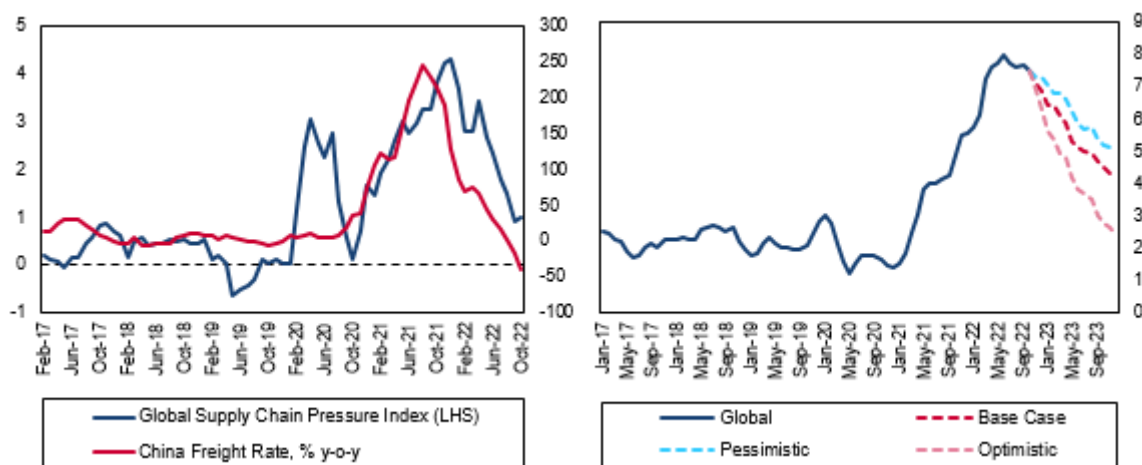 5
4
3
2
1
0
-1
300
250
200
150
100
50
0
-50
-100
Feb-17
Jun-17
Oct-17
Feb-18
Jun-18
Oct-18
Feb-19
Jun-19
Oct-19
Feb-20
Jun-20
Oct-20
Feb-21
Jun-21
Oct-21
Feb-22
Jun-22
Oct-22
Global Supply Chain Pressure Index (LHS)
China Freight Rate, % y-o-y
9
8
7
6
5
4
3
2
1
0
Jan-17
May-17
Sep-17
Jan-18
May-18
Sep-18
Jan-19
May-19
Sep-19
Jan-20
May-20
Sep-20
Jan-21
May-21
Sep-21
Jan-22
May-22
Sep-22
Jan-23
May-23
Sep-23
Global
Base Case
Pessimistic
Optimistic